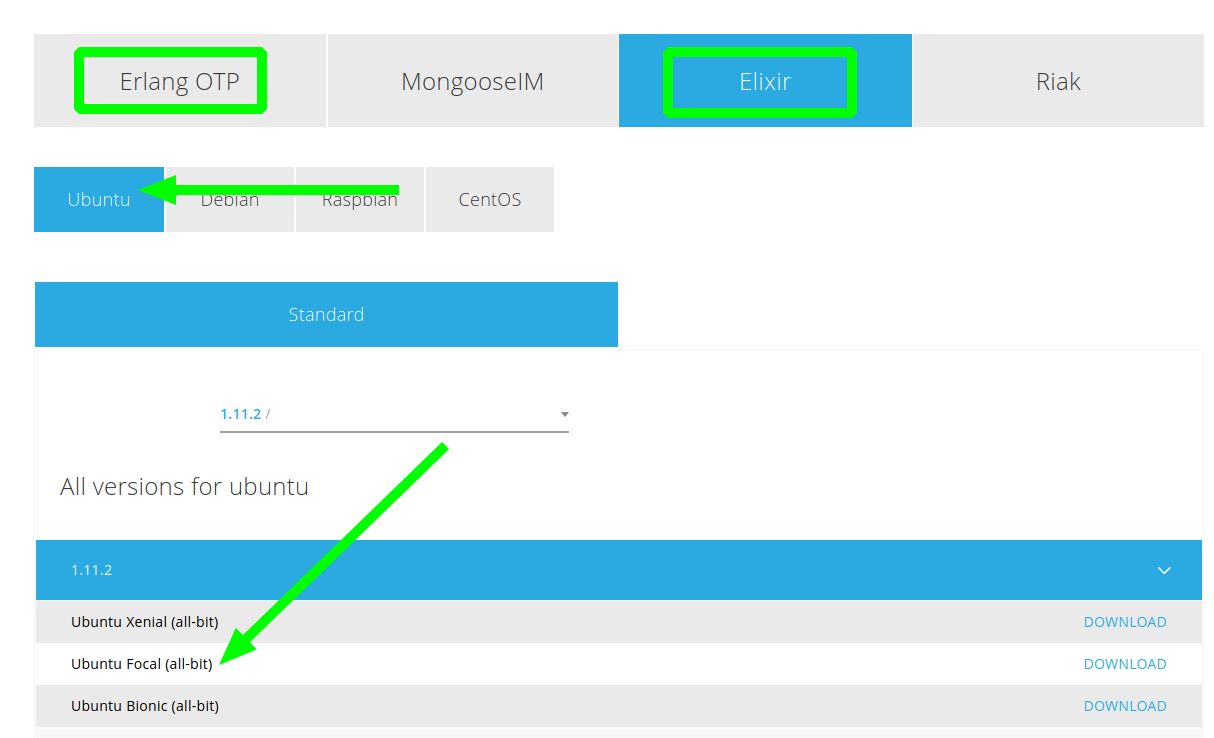 Erlang OTP MongooseIM Elixir Riak
Ubuntu Debian Raspbian CentOS
Standard
1.11.2 /
All versions for ubuntu
1.11.2
Ubuntu Xenial (all-bit) DOWNLOAD
Ubuntu Focal (all-bit) DOWNLOAD
Ubuntu Bionic (all-bit) DOWNLOAD